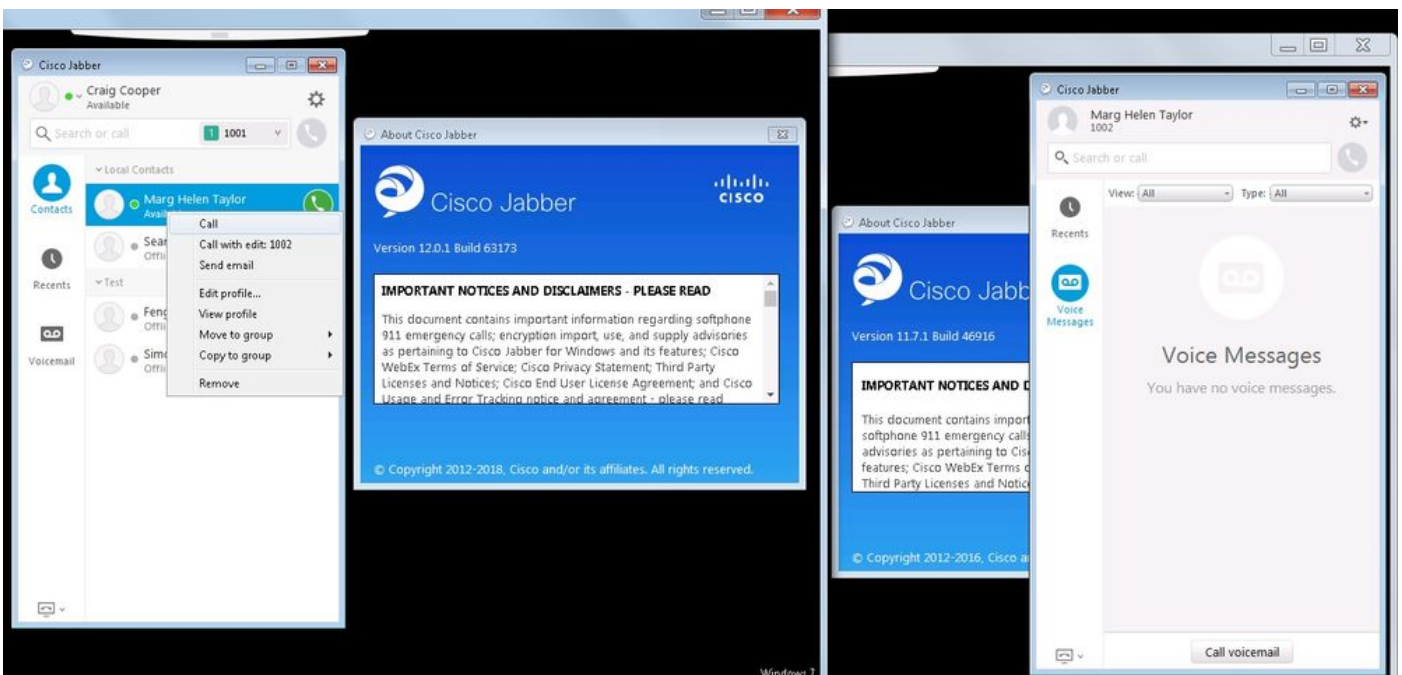 Cisco Jabber
Craig Cooper
Available
Search or call
1 1001
Local Contacts
Contacts
Marg Helen Taylor
Call
Call with edit: 1002
Send email
Edit profile...
View profile
Move to group
Copy to group
Remove
Recents
Test
Voicemail
About Cisco Jabber
Cisco Jabber
CISCO
Version 12.0.1 Build 63173
IMPORTANT NOTICES AND DISCLAIMERS - PLEASE READ
This document contains important information regarding softphone
911 emergency calls; encryption import, use, and supply advisories
as pertaining to Cisco Jabber for Windows and its features; Cisco
WebEx Terms of Service; Cisco Privacy Statement; Third Party
Licenses and Notices; Cisco End User License Agreement; and Cisco
Usage and Error Tracking notice and agreement - please read
© Copyright 2012-2018, Cisco and/or its affiliates. All rights reserved.
Windows 7
About Cisco Jabber
Cisco Jabb
Version 11.7.1 Build 46916
IMPORTANT NOTICES AND D
This document contains import
softphone 911 emergency calls
advisories as pertaining to Cis
features; Cisco WebEx Terms o
Third Party Licenses and Notic
© Copyright 2012-2016, Cisco a
Cisco Jabber
Marg Helen Taylor
1002
Search or call
View: All Type: All
Recents
Voice
Messages
Voice Messages
You have no voice messages.
Call voicemail